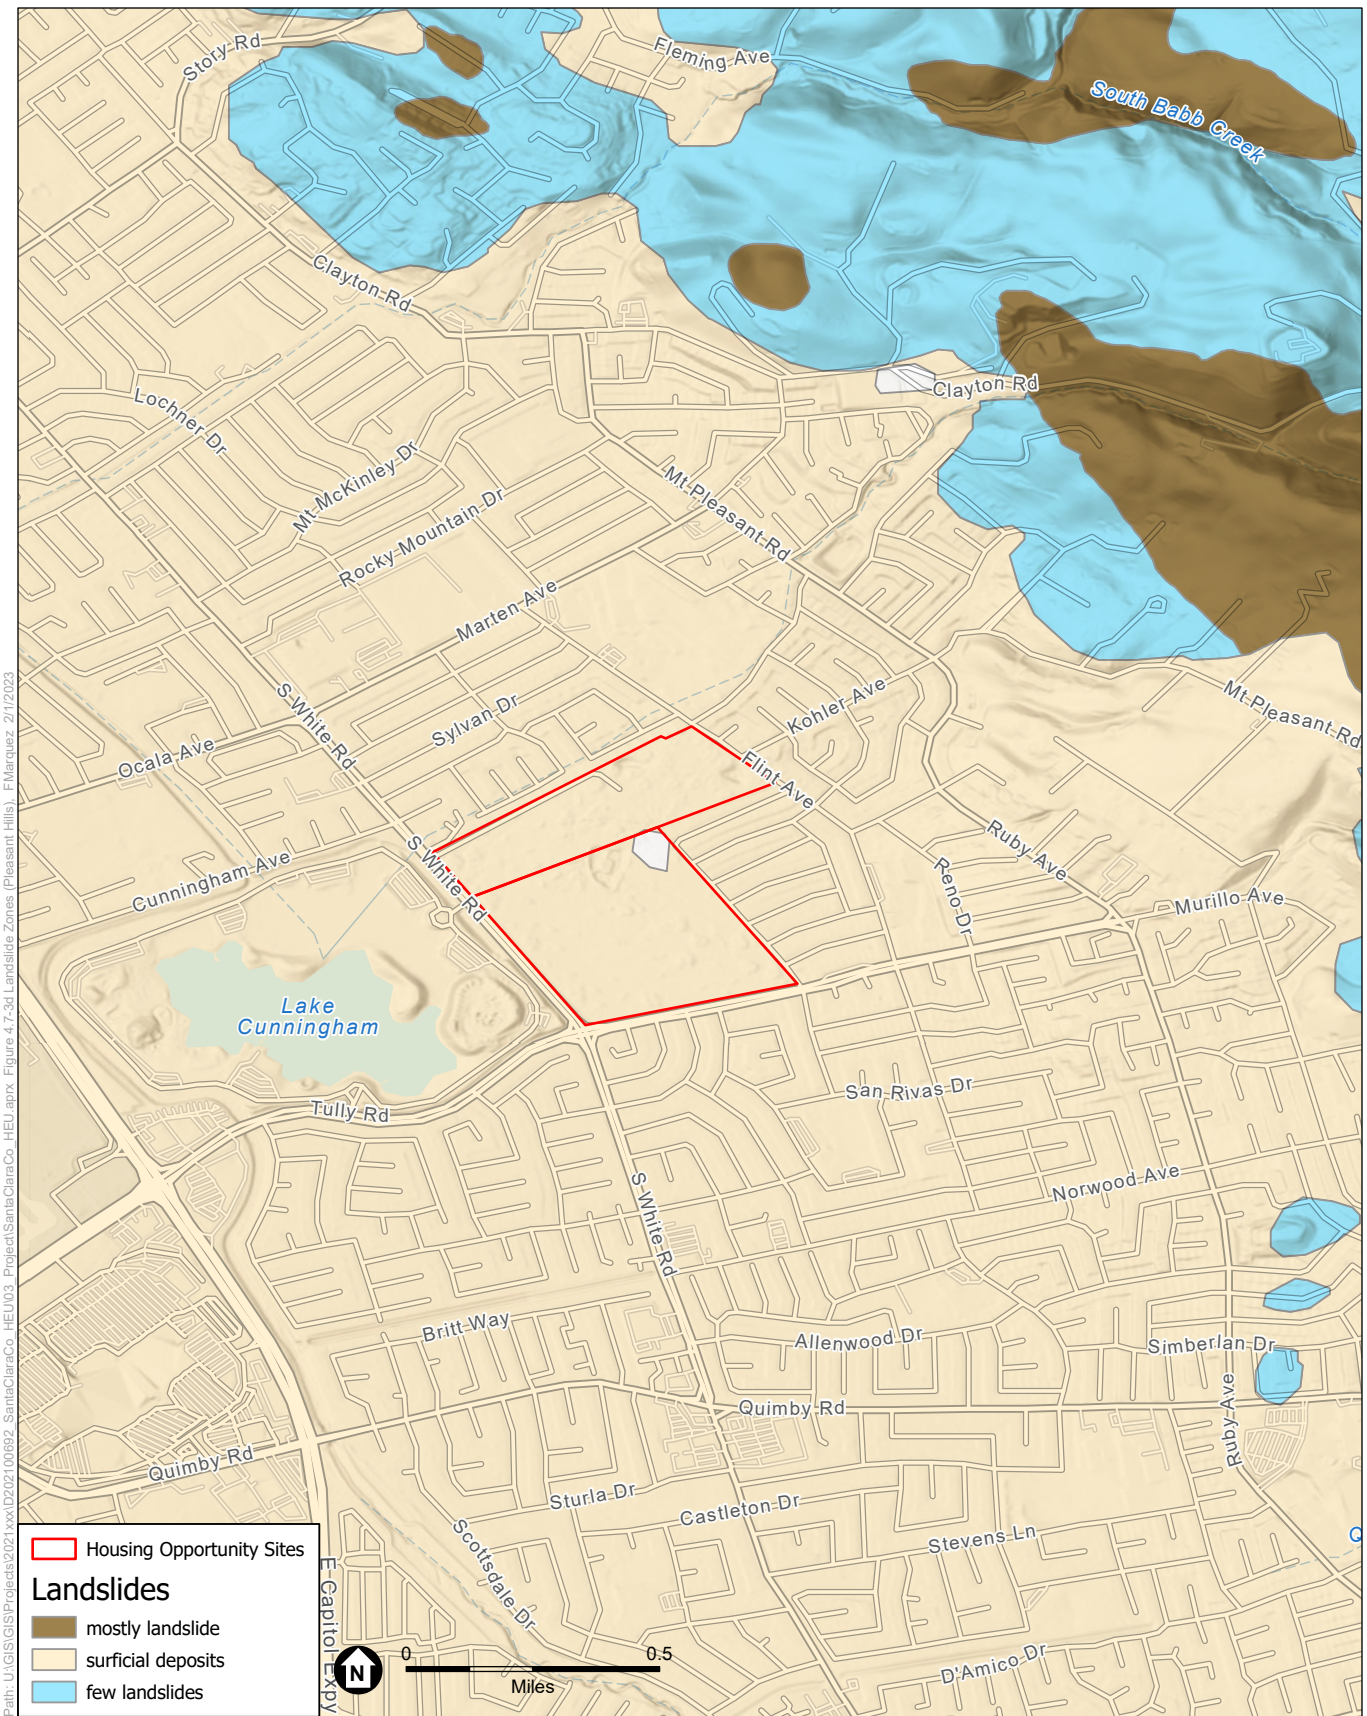 Story Rd
Fleming Ave
South Babb Creek
Clayton Rd
Clayton Rd
Lochner Dr
Mt McKinley Dr
Rocky Mountain Dr
Mt Pleasant Rd
Marten Ave
S White Rd
Sylvan Dr
Kohler Ave
Mt Pleasant Rd
Ocala Ave
Flint Ave
Cunningham Ave
S White Rd
Ruby Ave
Reno Dr
Murillo Ave
Lake
Cunningham
Tully Rd
San Rivas Dr
S White Rd
Norwood Ave
Britt Way
Allenwood Dr
Simberlan Dr
Quimby Rd
Ruby Ave
Quimby Rd
Sturla Dr
Castleton Dr
Scottsdale Dr
Stevens Ln
Q
E Capitol Expy
D'Amico Dr
Housing Opportunity Sites
Landslides
mostly landslide
surficial deposits
few landslides
N
0 0.5
Miles
Path: U:\GIS\GIS\Projects\2021xxx\D202100692_SantaClaraCo_HEU\03_Project\SantaClaraCo_HEU.aprx Figure 4.7-3d Landslide Zones (Pleasant Hills), FMarquez 2/1/2023